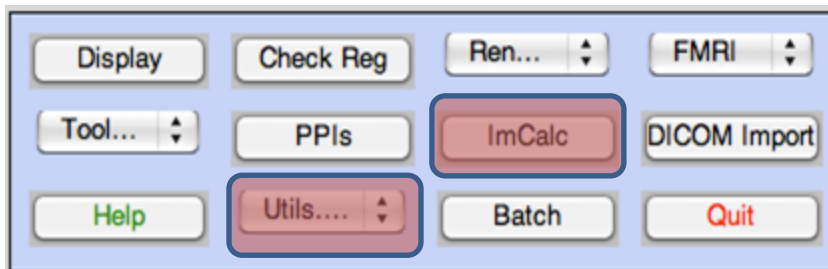 Display Check Reg Ren... FMRI
Tool... PPIs ImCalc DICOM Import
Help Utils.... Batch Quit